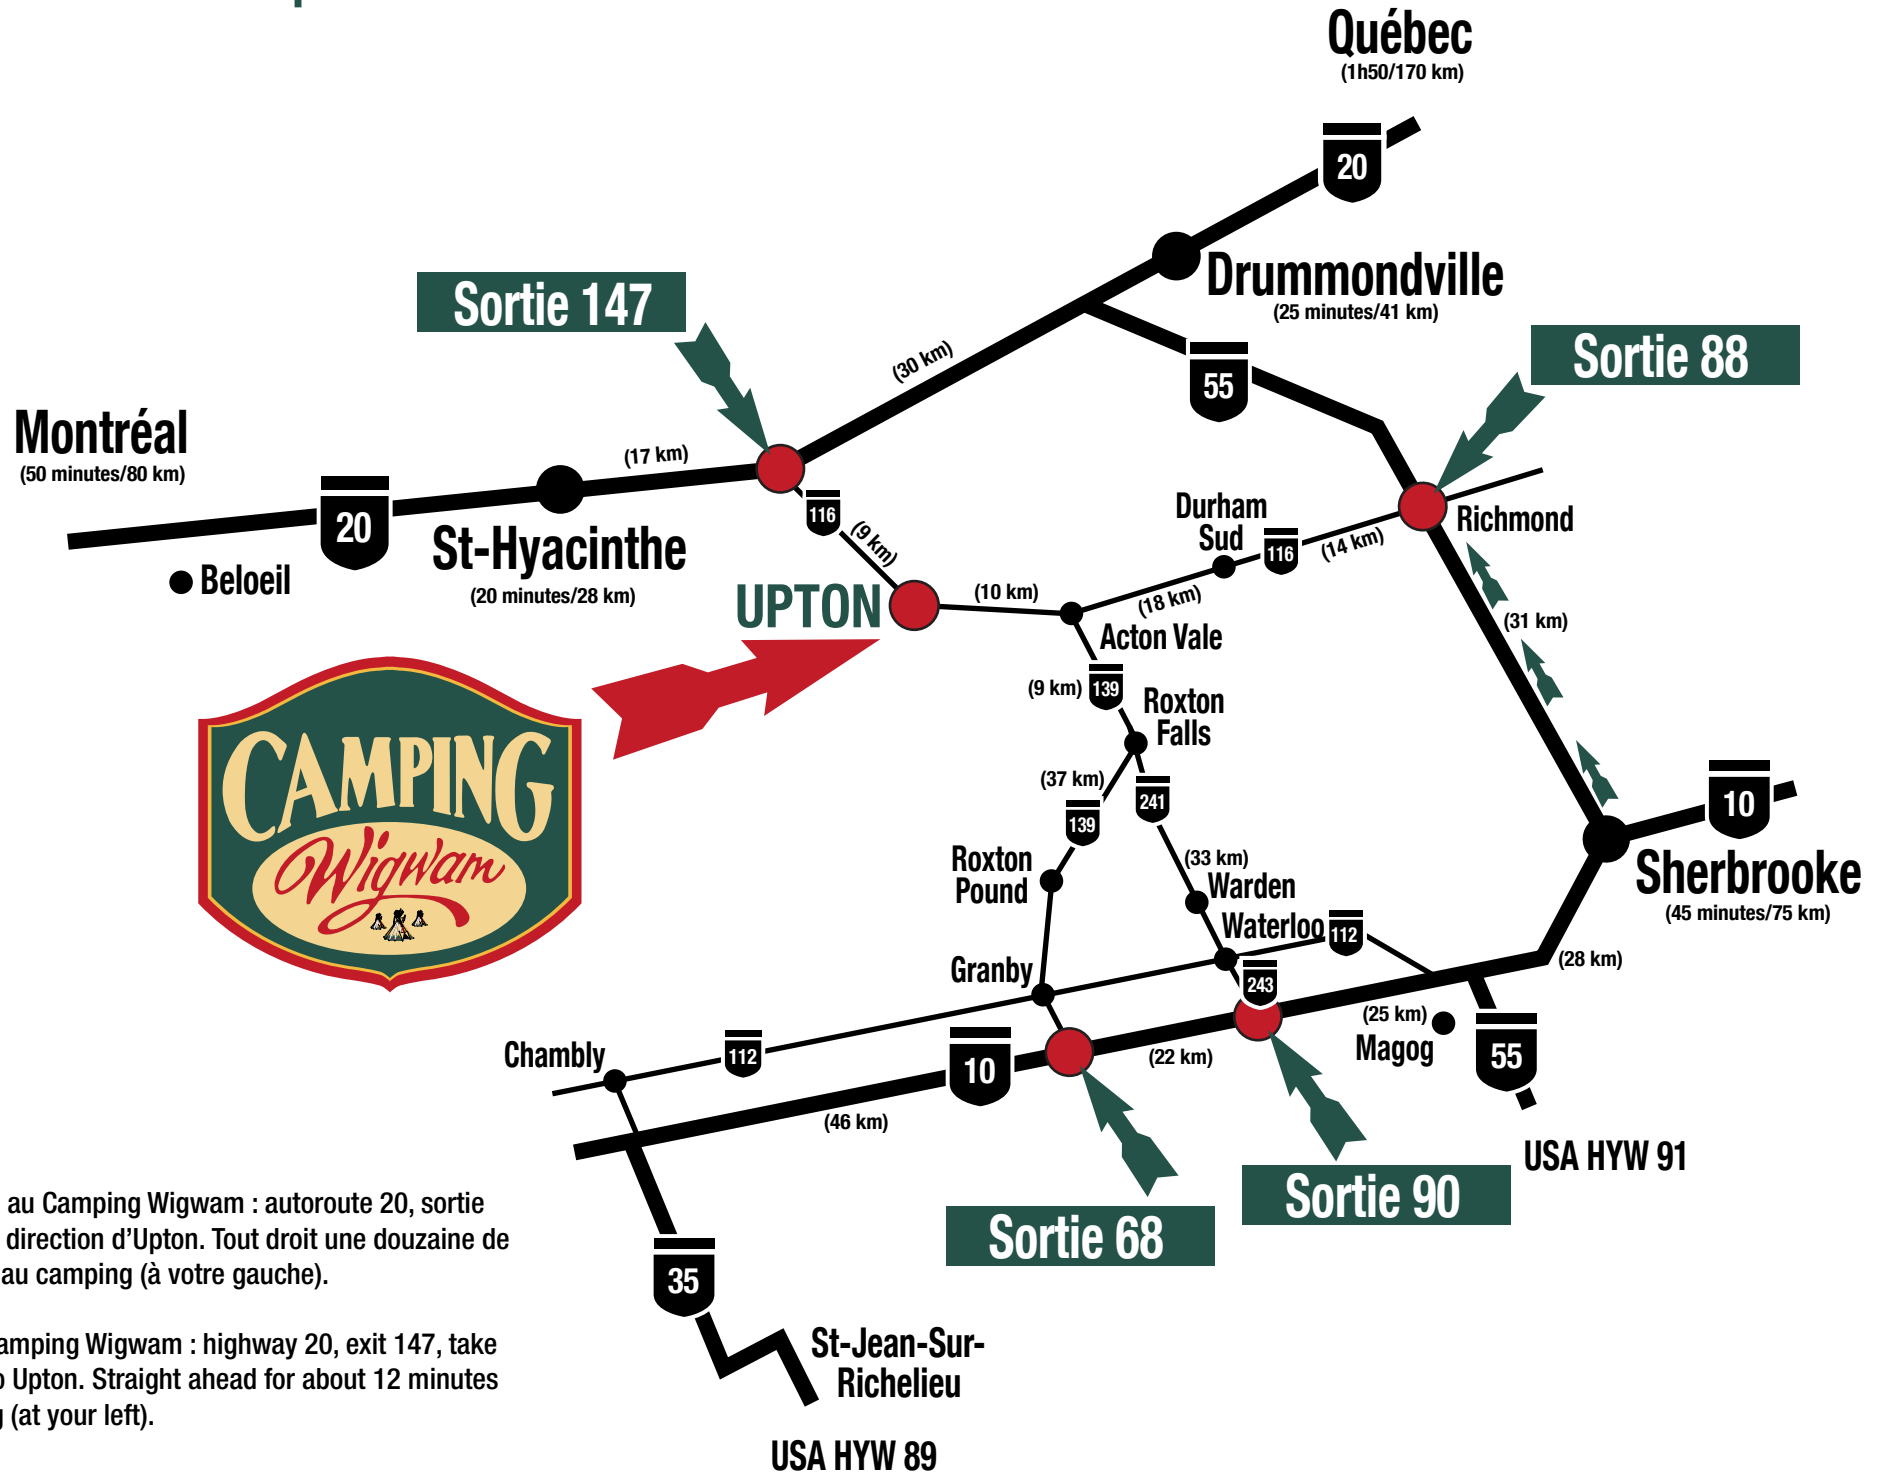 Québec
(1h50/170 km)
20
Drummondville
(25 minutes/41 km)
Sortie 147
Sortie 88
(30 km)
55
Montréal
(50 minutes/80 km)
(17 km)
20
116
(9 km)
Durham
Sud
116
(14 km)
Richmond
St-Hyacinthe
(20 minutes/28 km)
Beloeil
UPTON
(10 km)
(18 km)
(31 km)
Acton Vale
(9 km)
139
Roxton
Falls
CAMPING
Wigwam
(37 km)
241
139
10
(33 km)
Roxton
Pound
Warden
Sherbrooke
(45 minutes/75 km)
Waterloo
112
Granby
243
(28 km)
(25 km)
Magog
Chambly
112
10
(22 km)
55
(46 km)
USA HYW 91
Sortie 90
Sortie 68
au Camping Wigwam : autoroute 20, sortie
direction d'Upton. Tout droit une douzaine de
au camping (à votre gauche).
35
amping Wigwam : highway 20, exit 147, take
Upton. Straight ahead for about 12 minutes
(at your left).
St-Jean-Sur-
Richelieu
USA HYW 89